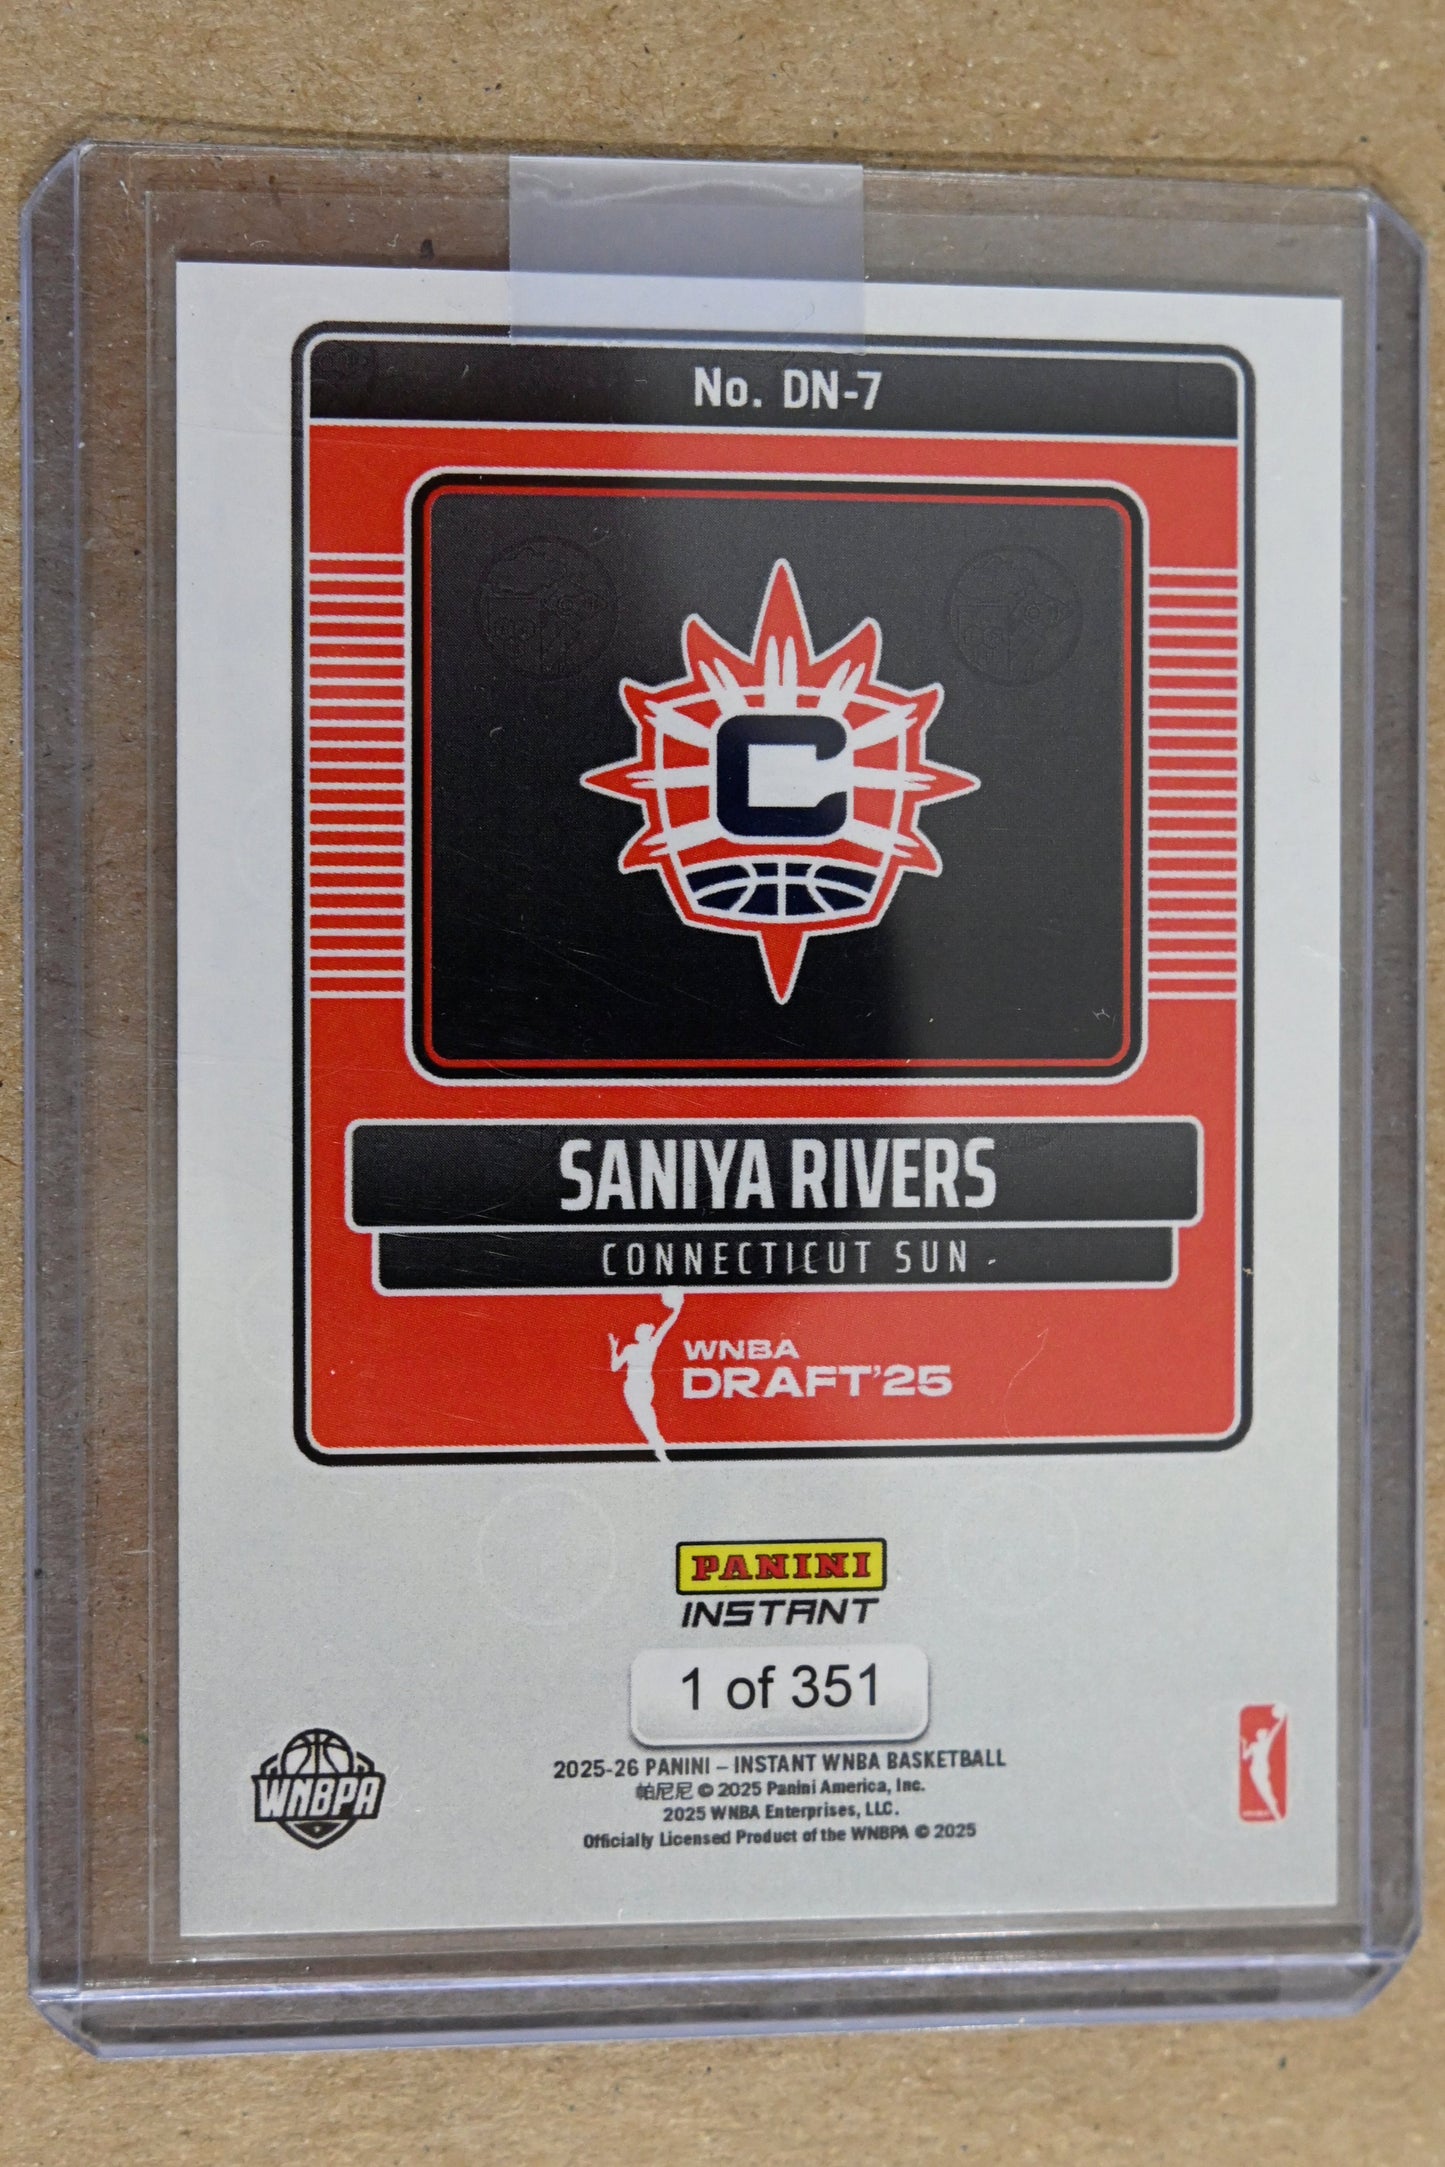 No. DN-7
C
SANIYA RIVERS
CONNECTICUT SUN
WNBA
DRAFT'25
PANINI
INSTANT
1 of 351
2025-26 PANINI – INSTANT WNBA BASKETBALL
帕尼尼 © 2025 Panini America, Inc.
2025 WNBA Enterprises, LLC.
Officially Licensed Product of the WNBPA © 2025
WNBPA